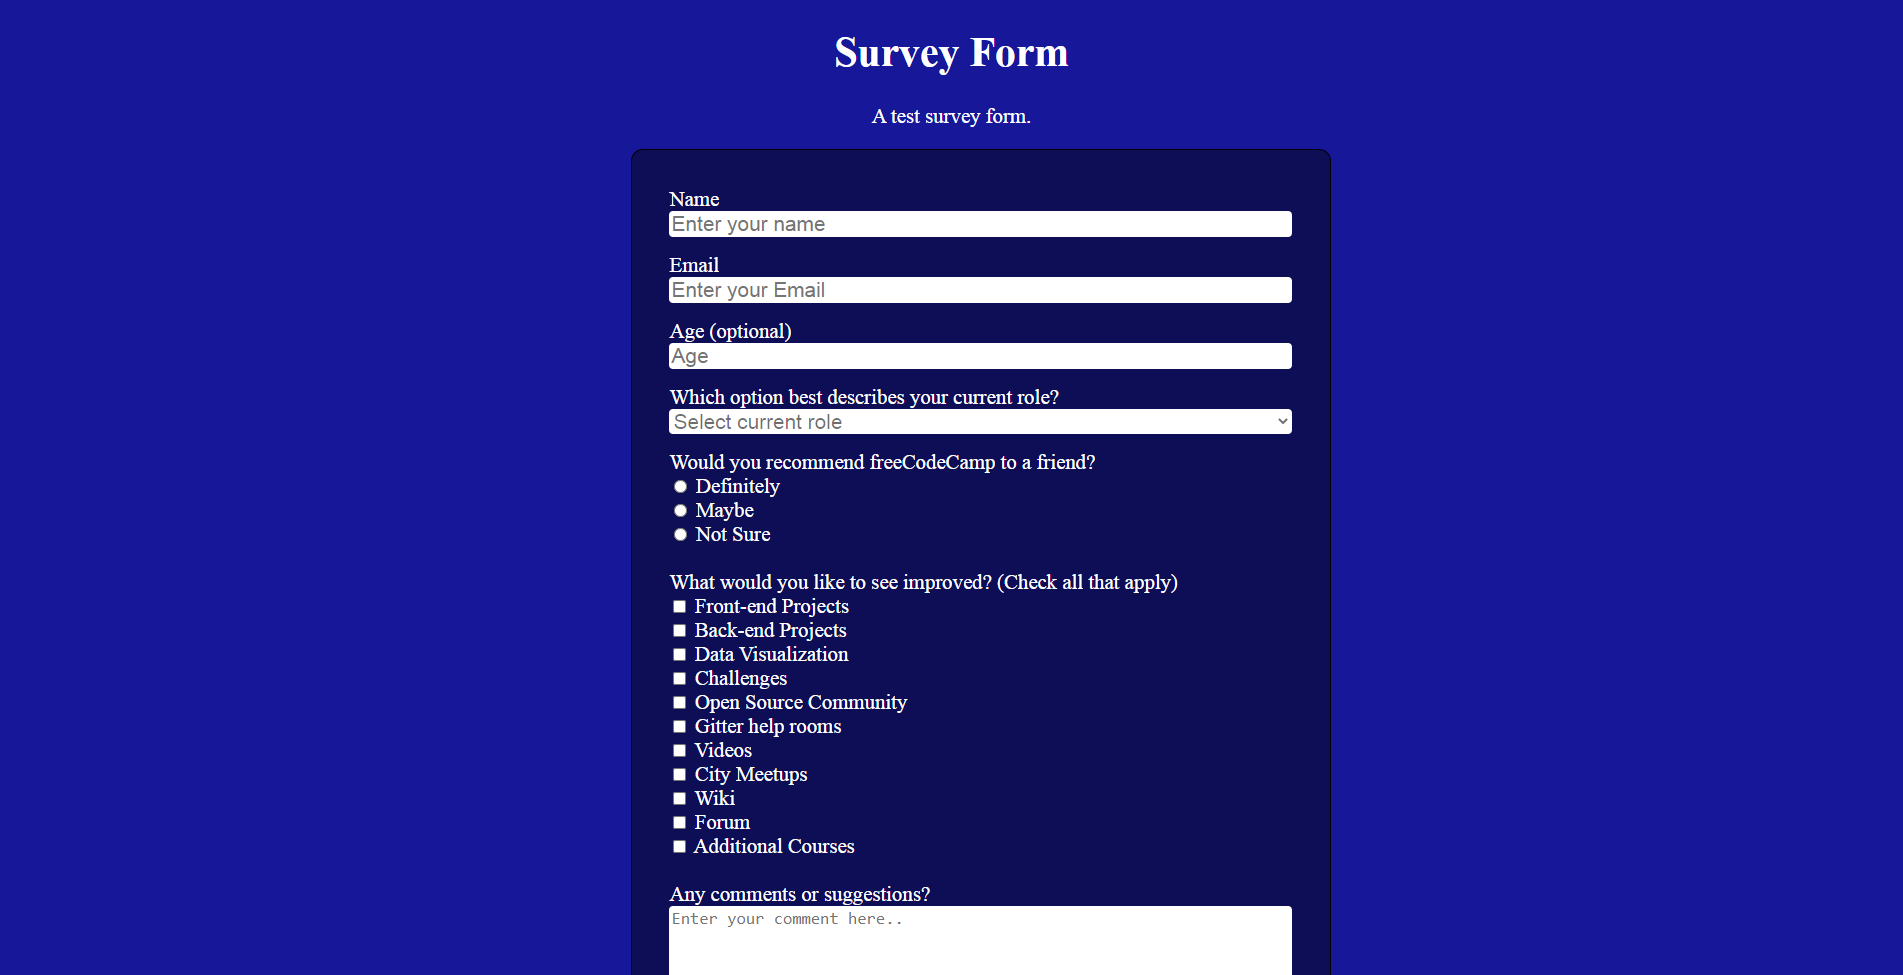 Survey Form
A test survey form.
Name
Enter your name
Email
Enter your Email
Age (optional)
Age
Which option best describes your current role?
Select current role
Would you recommend freeCodeCamp to a friend?
Definitely
Maybe
Not Sure
What would you like to see improved? (Check all that apply)
Front-end Projects
Back-end Projects
Data Visualization
Challenges
Open Source Community
Gitter help rooms
Videos
City Meetups
Wiki
Forum
Additional Courses
Any comments or suggestions?
Enter your comment here..